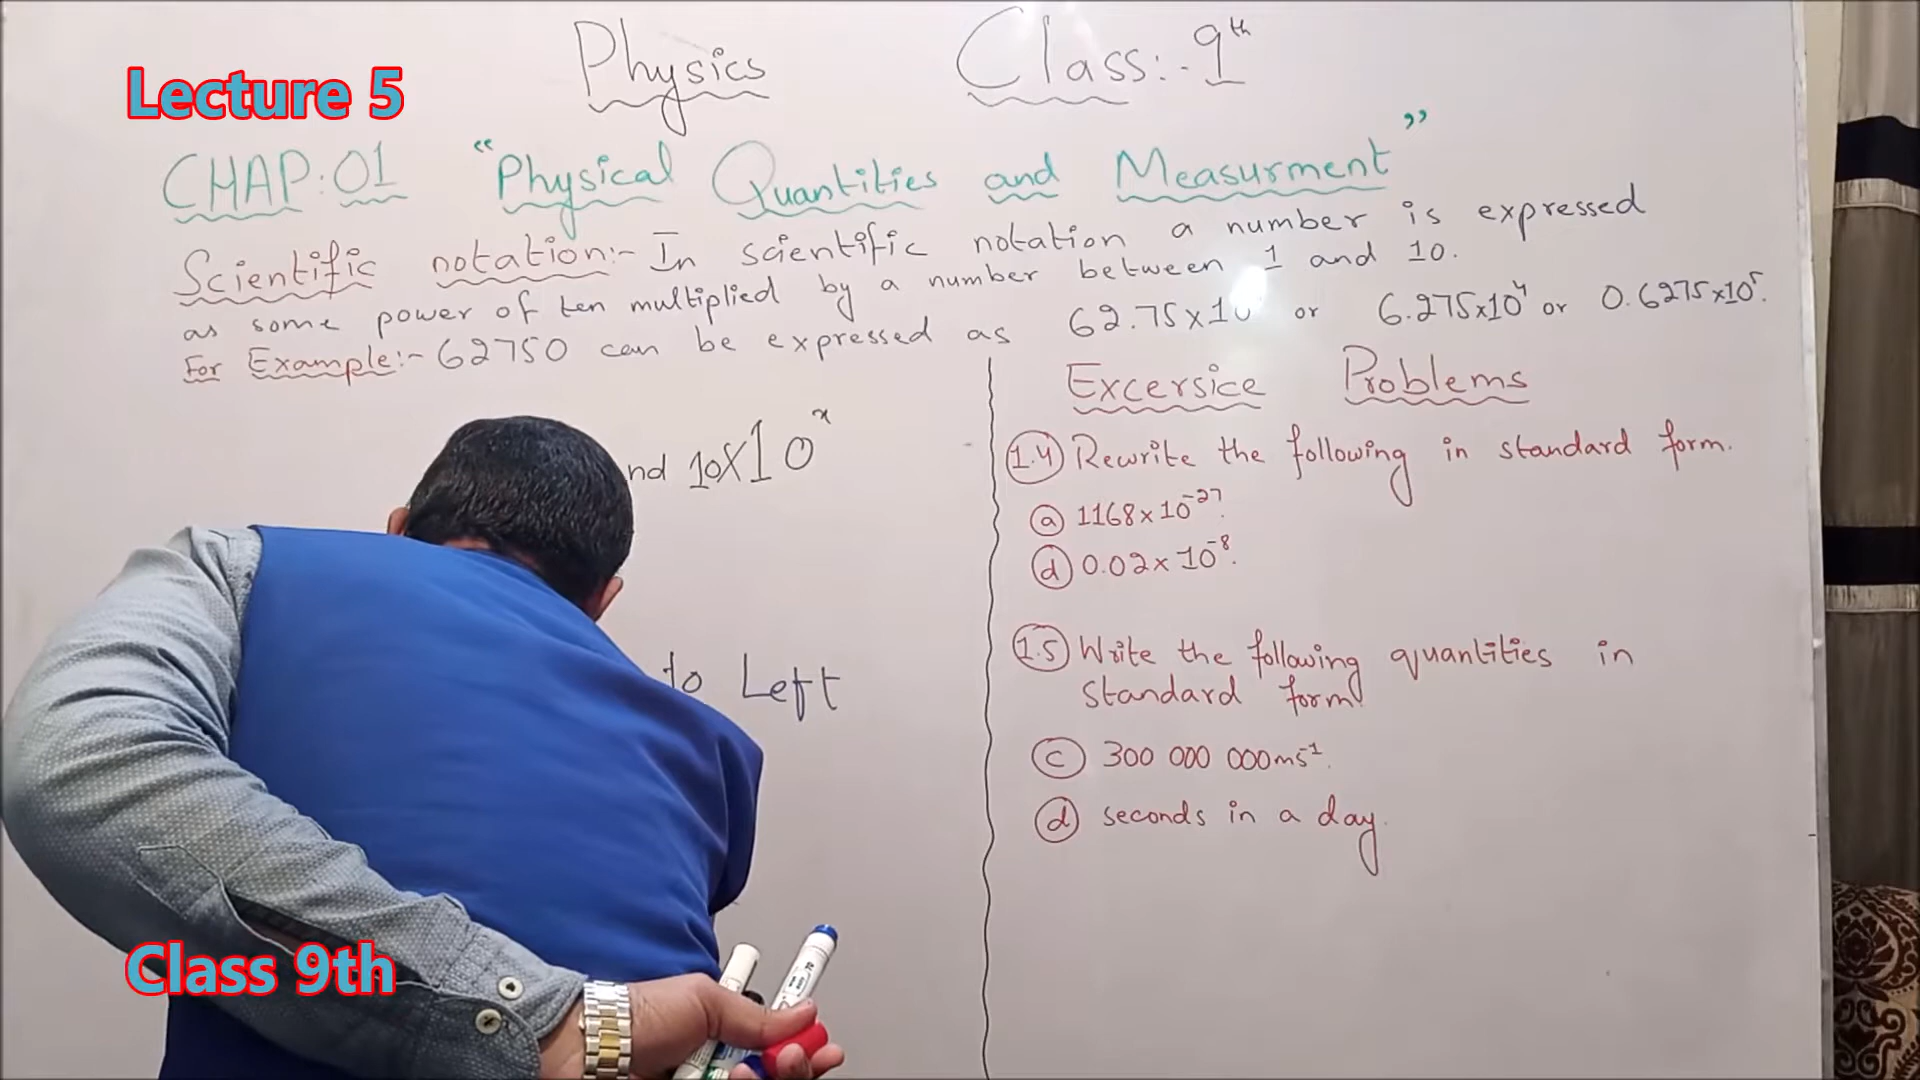 Physics Class:- 9th
Lecture 5
CHAP:01 "Physical Quantities and Measurment"
Scientific notation:- In scientific notation a number is expressed
as some power of ten multiplied by a number between 1 and 10.
For Example:- 62750 can be expressed as 62.75x10 or 6.275x10⁴ or 0.6275x10⁵.
10X10ˣ
to Left
Excersice Problems
1.4 Rewrite the following in standard form.
a 1168x10⁻²⁷.
d 0.02x10⁻⁸.
1.5 Write the following quantities in
standard form.
c 300 000 000ms⁻¹.
d seconds in a day.
Class 9th